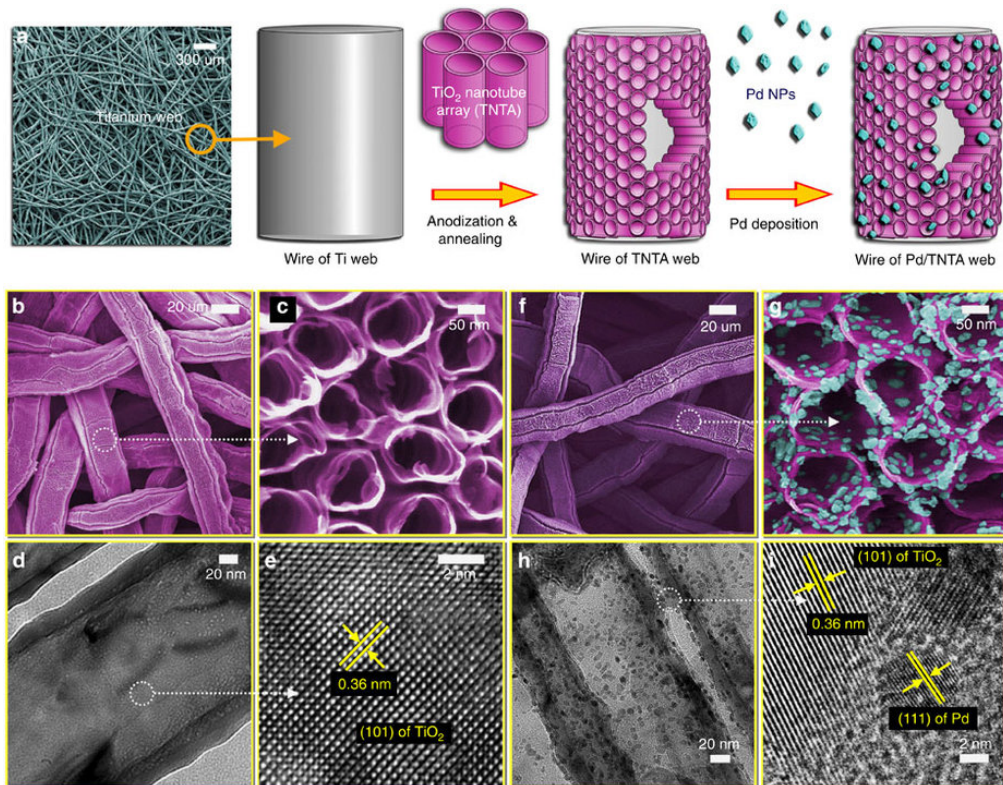 a
300 um
Titanium web
Wire of Ti web
TiO₂ nanotube
array (TNTA)
Anodization &
annealing
Wire of TNTA web
Pd NPs
Pd deposition
Wire of Pd/TNTA web
b
20 um
c
50 nm
f
20 um
g
50 nm
d
20 nm
e
2 nm
0.36 nm
(101) of TiO₂
h
20 nm
i
(101) of TiO₂
0.36 nm
(111) of Pd
2 nm